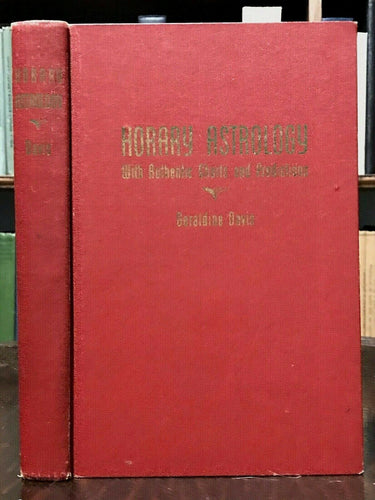 HORARY
ASTROLOGY
Davis
HORARY ASTROLOGY
With Authentic Charts and Predictions
Geraldine Davis